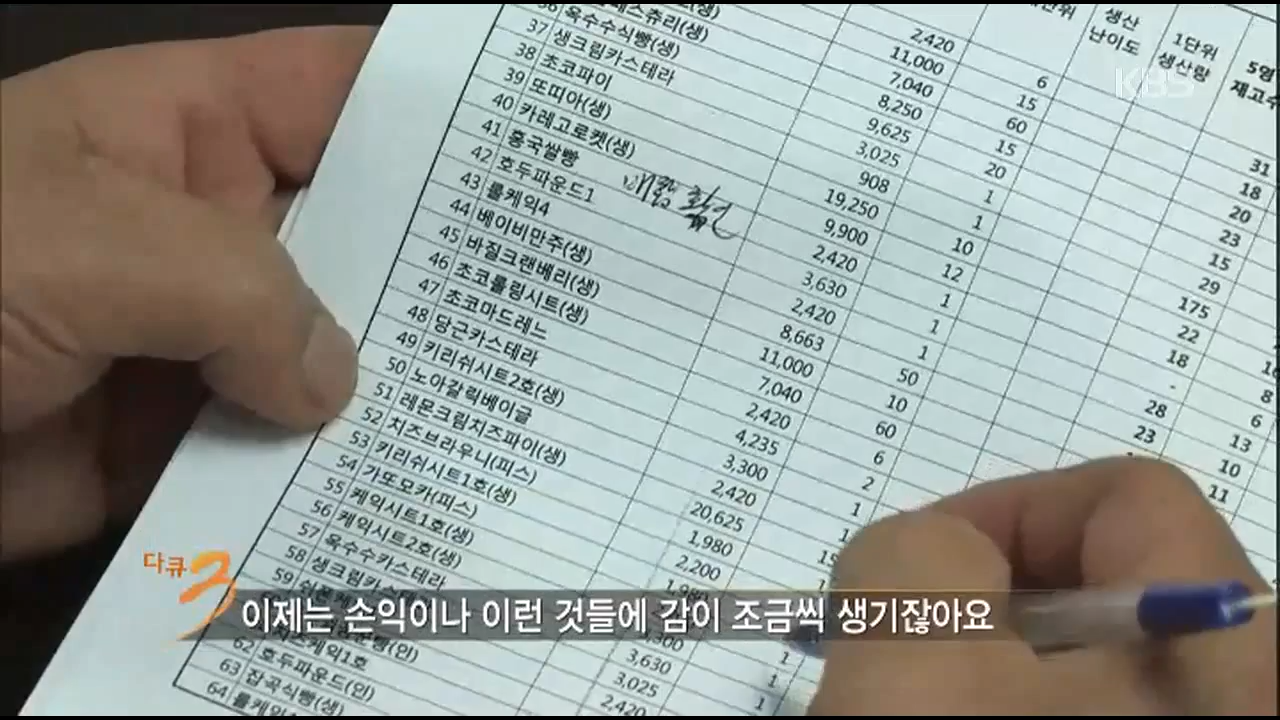 생산
난이도
1단위
생산량
재고수
KBS
36 옥수수식빵(생)
37 생크림카스테라
38 초코파이
39 또띠아(생)
40 카레고로켓(생)
41 홍국쌀빵
42 호두파운드1
43 롤케익4
44 베이비만주(생)
45 바질크랜베리(생)
46 초코롤링시트(생)
47 초코마드레느
48 당근카스테라
49 키리쉬시트2호(생)
50 노아갈릭베이글
51 레몬크림치즈파이(생)
52 치즈브라우니(피스)
53 키리쉬시트1호(생)
54 가또모카(피스)
55 케익시트1호(생)
56 케익시트2호(생)
57 옥수수카스테라
58 생크림카스테
59
치즈케익1호
62 호두파운드(인)
63 잡곡식빵(생)
64 롤케익
2,420
11,000
7,040
8,250
9,625
3,025
908
19,250
9,900
2,420
3,630
2,420
8,663
11,000
7,040
2,420
4,235
3,300
2,420
20,625
1,980
2,200
1,980
3,630
3,025
2,420
6
15
60
15
20
1
1
10
12
1
1
1
50
10
60
6
2
1
31
18
20
23
15
29
175
22
18
-
28
23
8
6
13
10
11
다큐3
이제는 손익이나 이런 것들에 감이 조금씩 생기잖아요